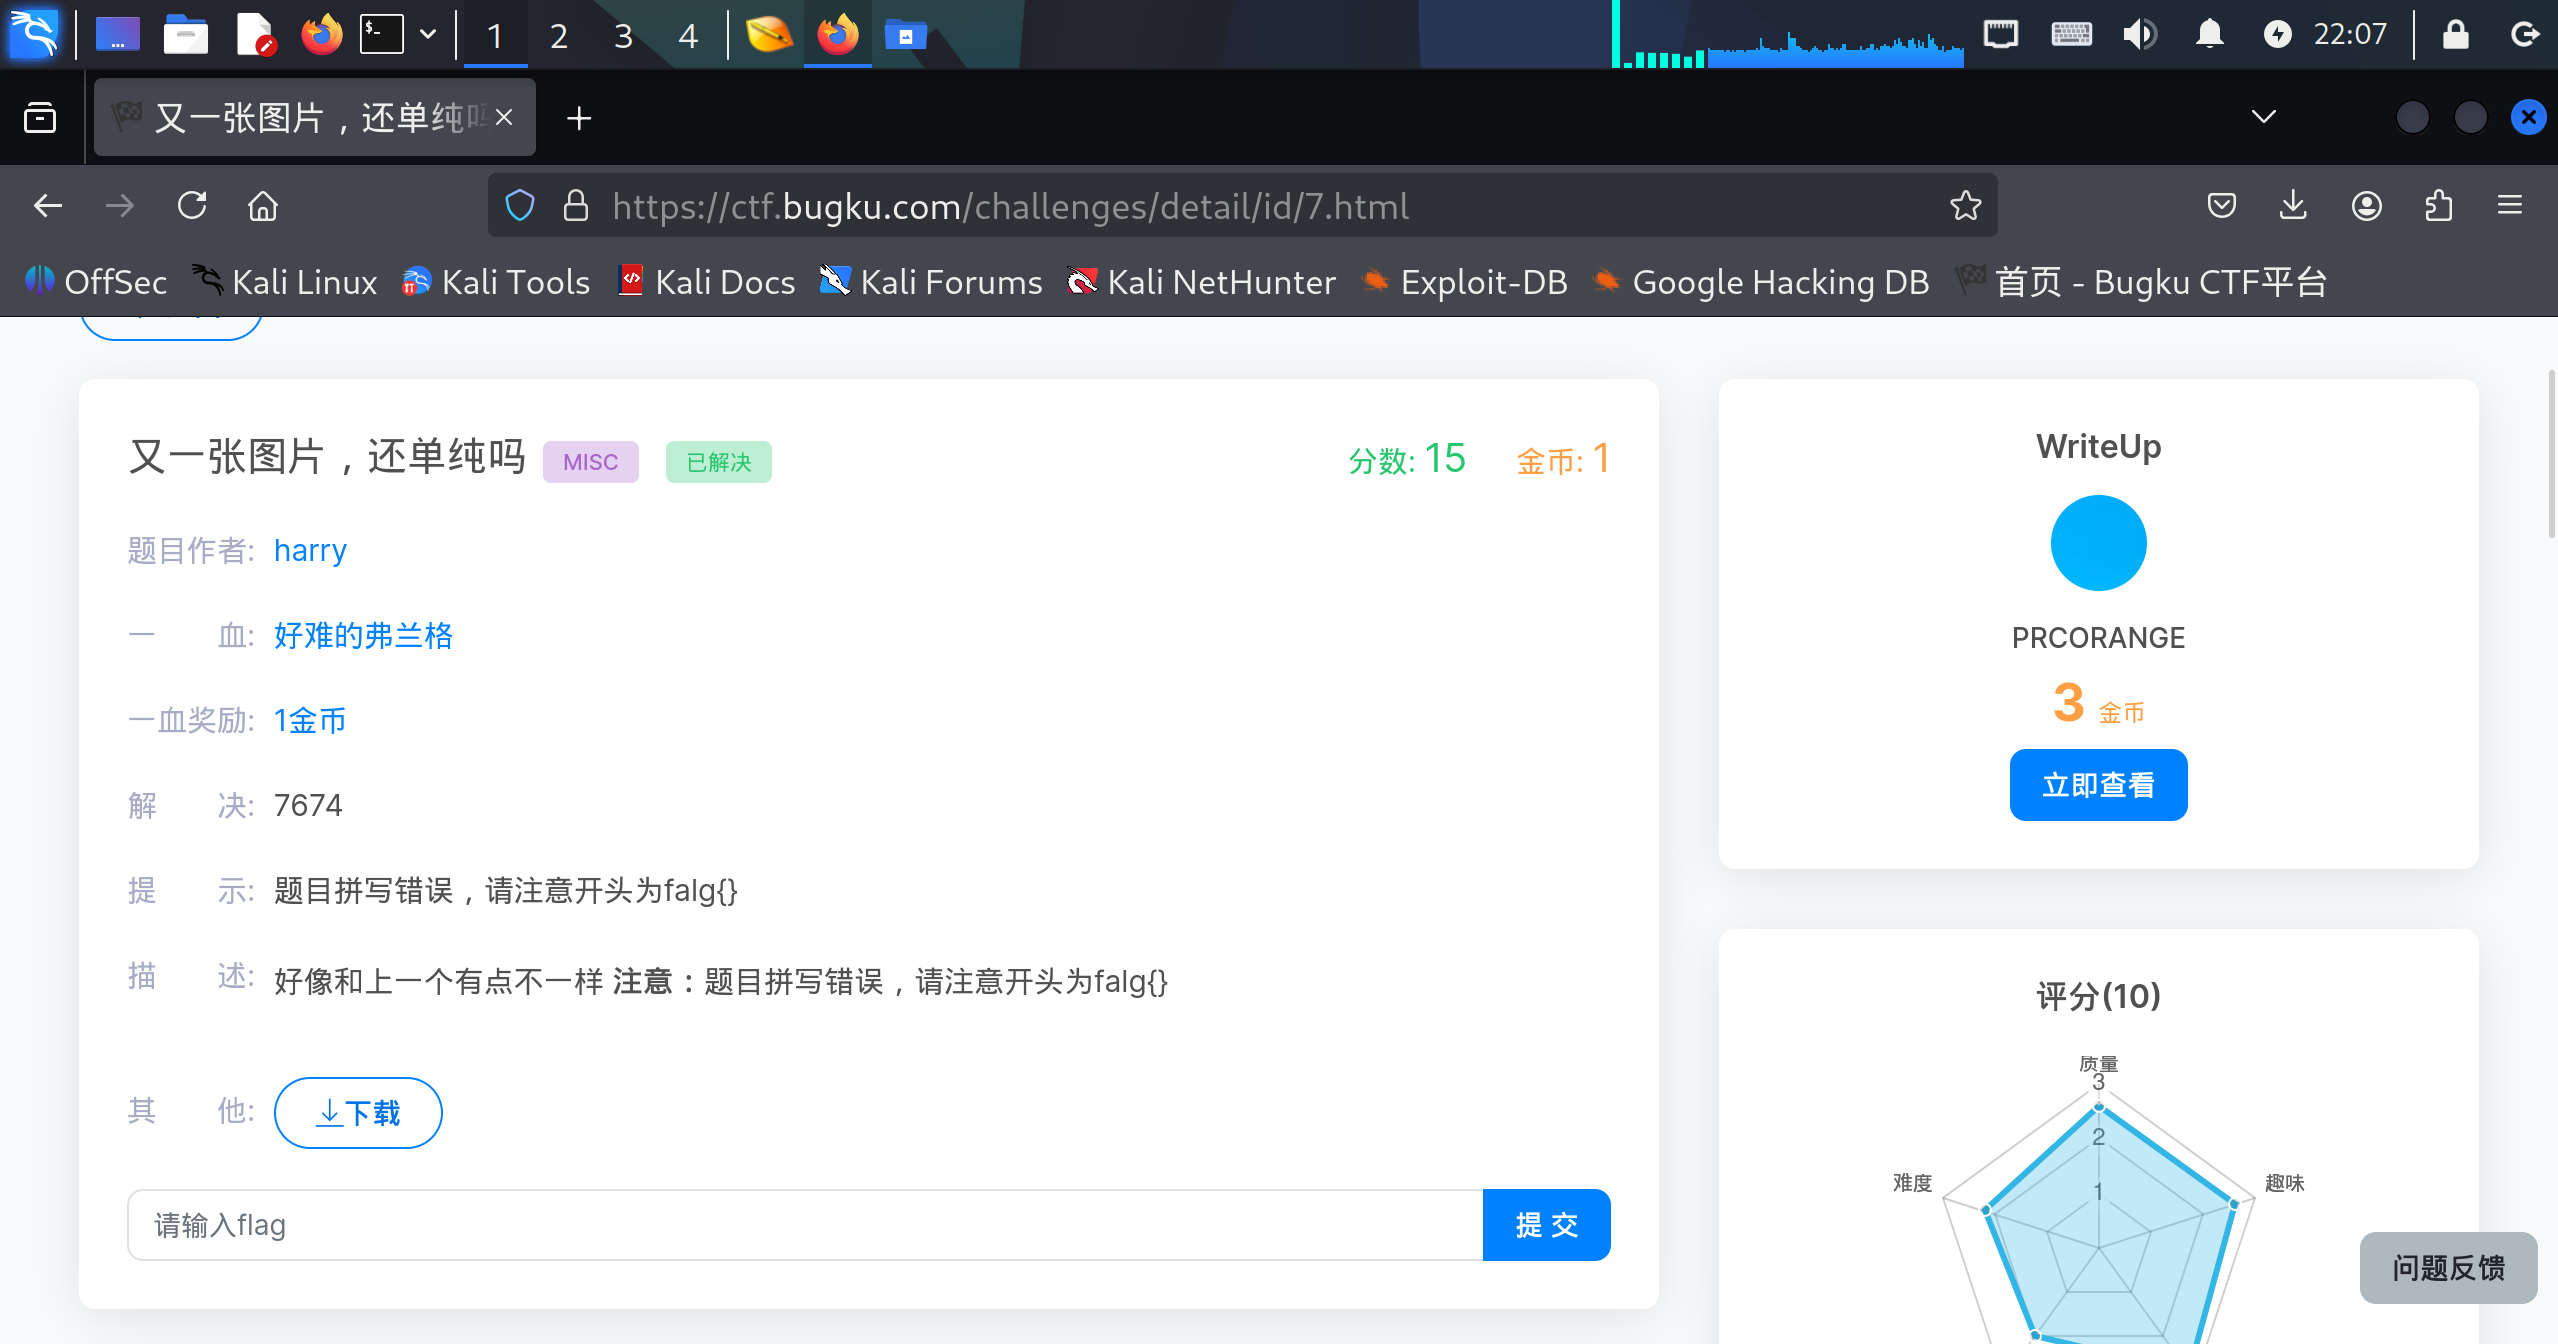 1 2 3 4 22:07
又一张图片，还单纯吗
https://ctf.bugku.com/challenges/detail/id/7.html
OffSec Kali Linux Kali Tools Kali Docs Kali Forums Kali NetHunter Exploit-DB Google Hacking DB 首页 - Bugku CTF平台
又一张图片，还单纯吗 MISC 已解决 分数: 15 金币: 1
题目作者: harry
一 血: 好难的弗兰格
一血奖励: 1金币
解 决: 7674
提 示: 题目拼写错误，请注意开头为falg{}
描 述: 好像和上一个有点不一样 注意：题目拼写错误，请注意开头为falg{}
其 他: 下载
请输入flag 提 交
WriteUp
PRCORANGE
3 金币
立即查看
评分(10)
质量
3
2
1
难度 趣味
问题反馈